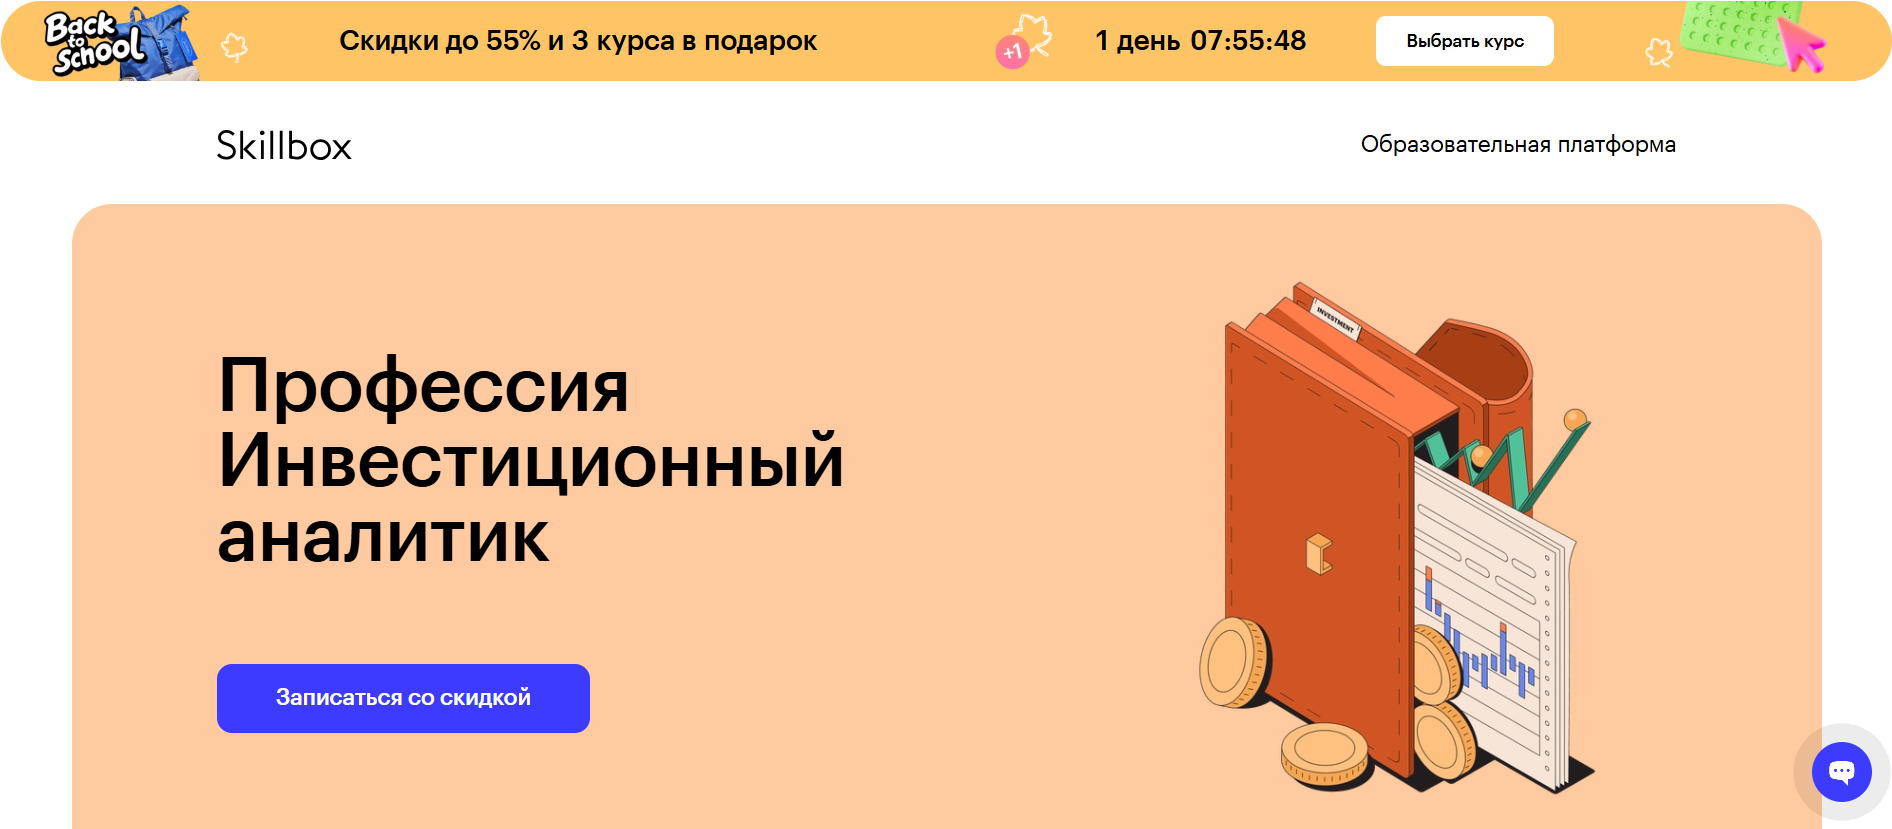 Back
to
School
Скидки до 55% и 3 курса в подарок
+1
1 день 07:55:48
Выбрать курс
Skillbox
Образовательная платформа
INVESTMENT
Профессия
Инвестиционный
аналитик
Записаться со скидкой